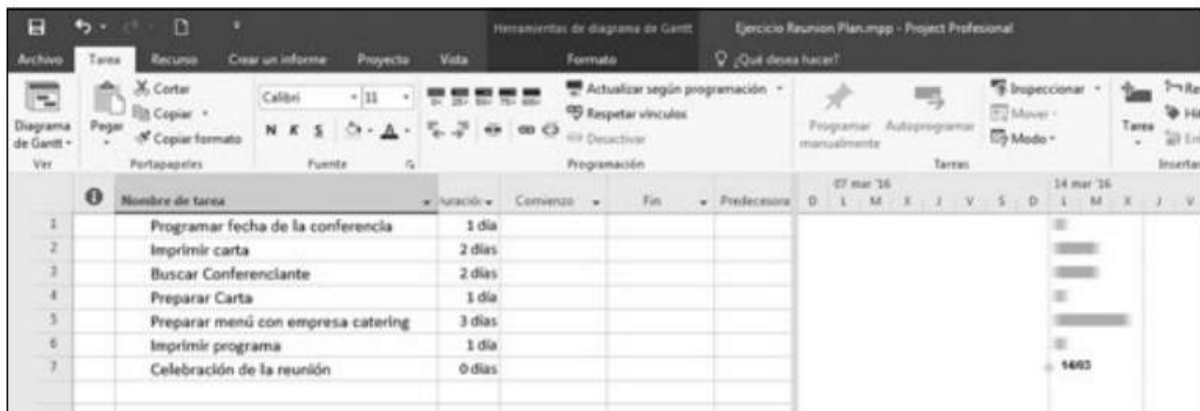 Herramientas de diagrama de Gantt Ejercicio Reunion Plan.mpp - Project Profesional
Archivo Tarea Recurso Crear un informe Proyecto Vista Formato ¿Qué desea hacer?
Cortar Calibri 11 Actualizar según programación Inspeccionar
Copiar Respetar vínculos Mover
Diagrama de Gantt Pegar Copiar formato N K S Desactivar Programar manualmente Autoprogramar Modo Tarea
Ver Portapapeles Fuente Programación Tareas Insertar
07 mar '16 14 mar '16
Nombre de tarea Comienzo Fin Predecesora D L M X J V S D L M X J V
1 Programar fecha de la conferencia 1 día
2 Imprimir carta 2 días
3 Buscar Conferenciante 2 días
4 Preparar Carta 1 día
5 Preparar menú con empresa catering 3 días
6 Imprimir programa 1 día
7 Celebración de la reunión 0 días 14/03